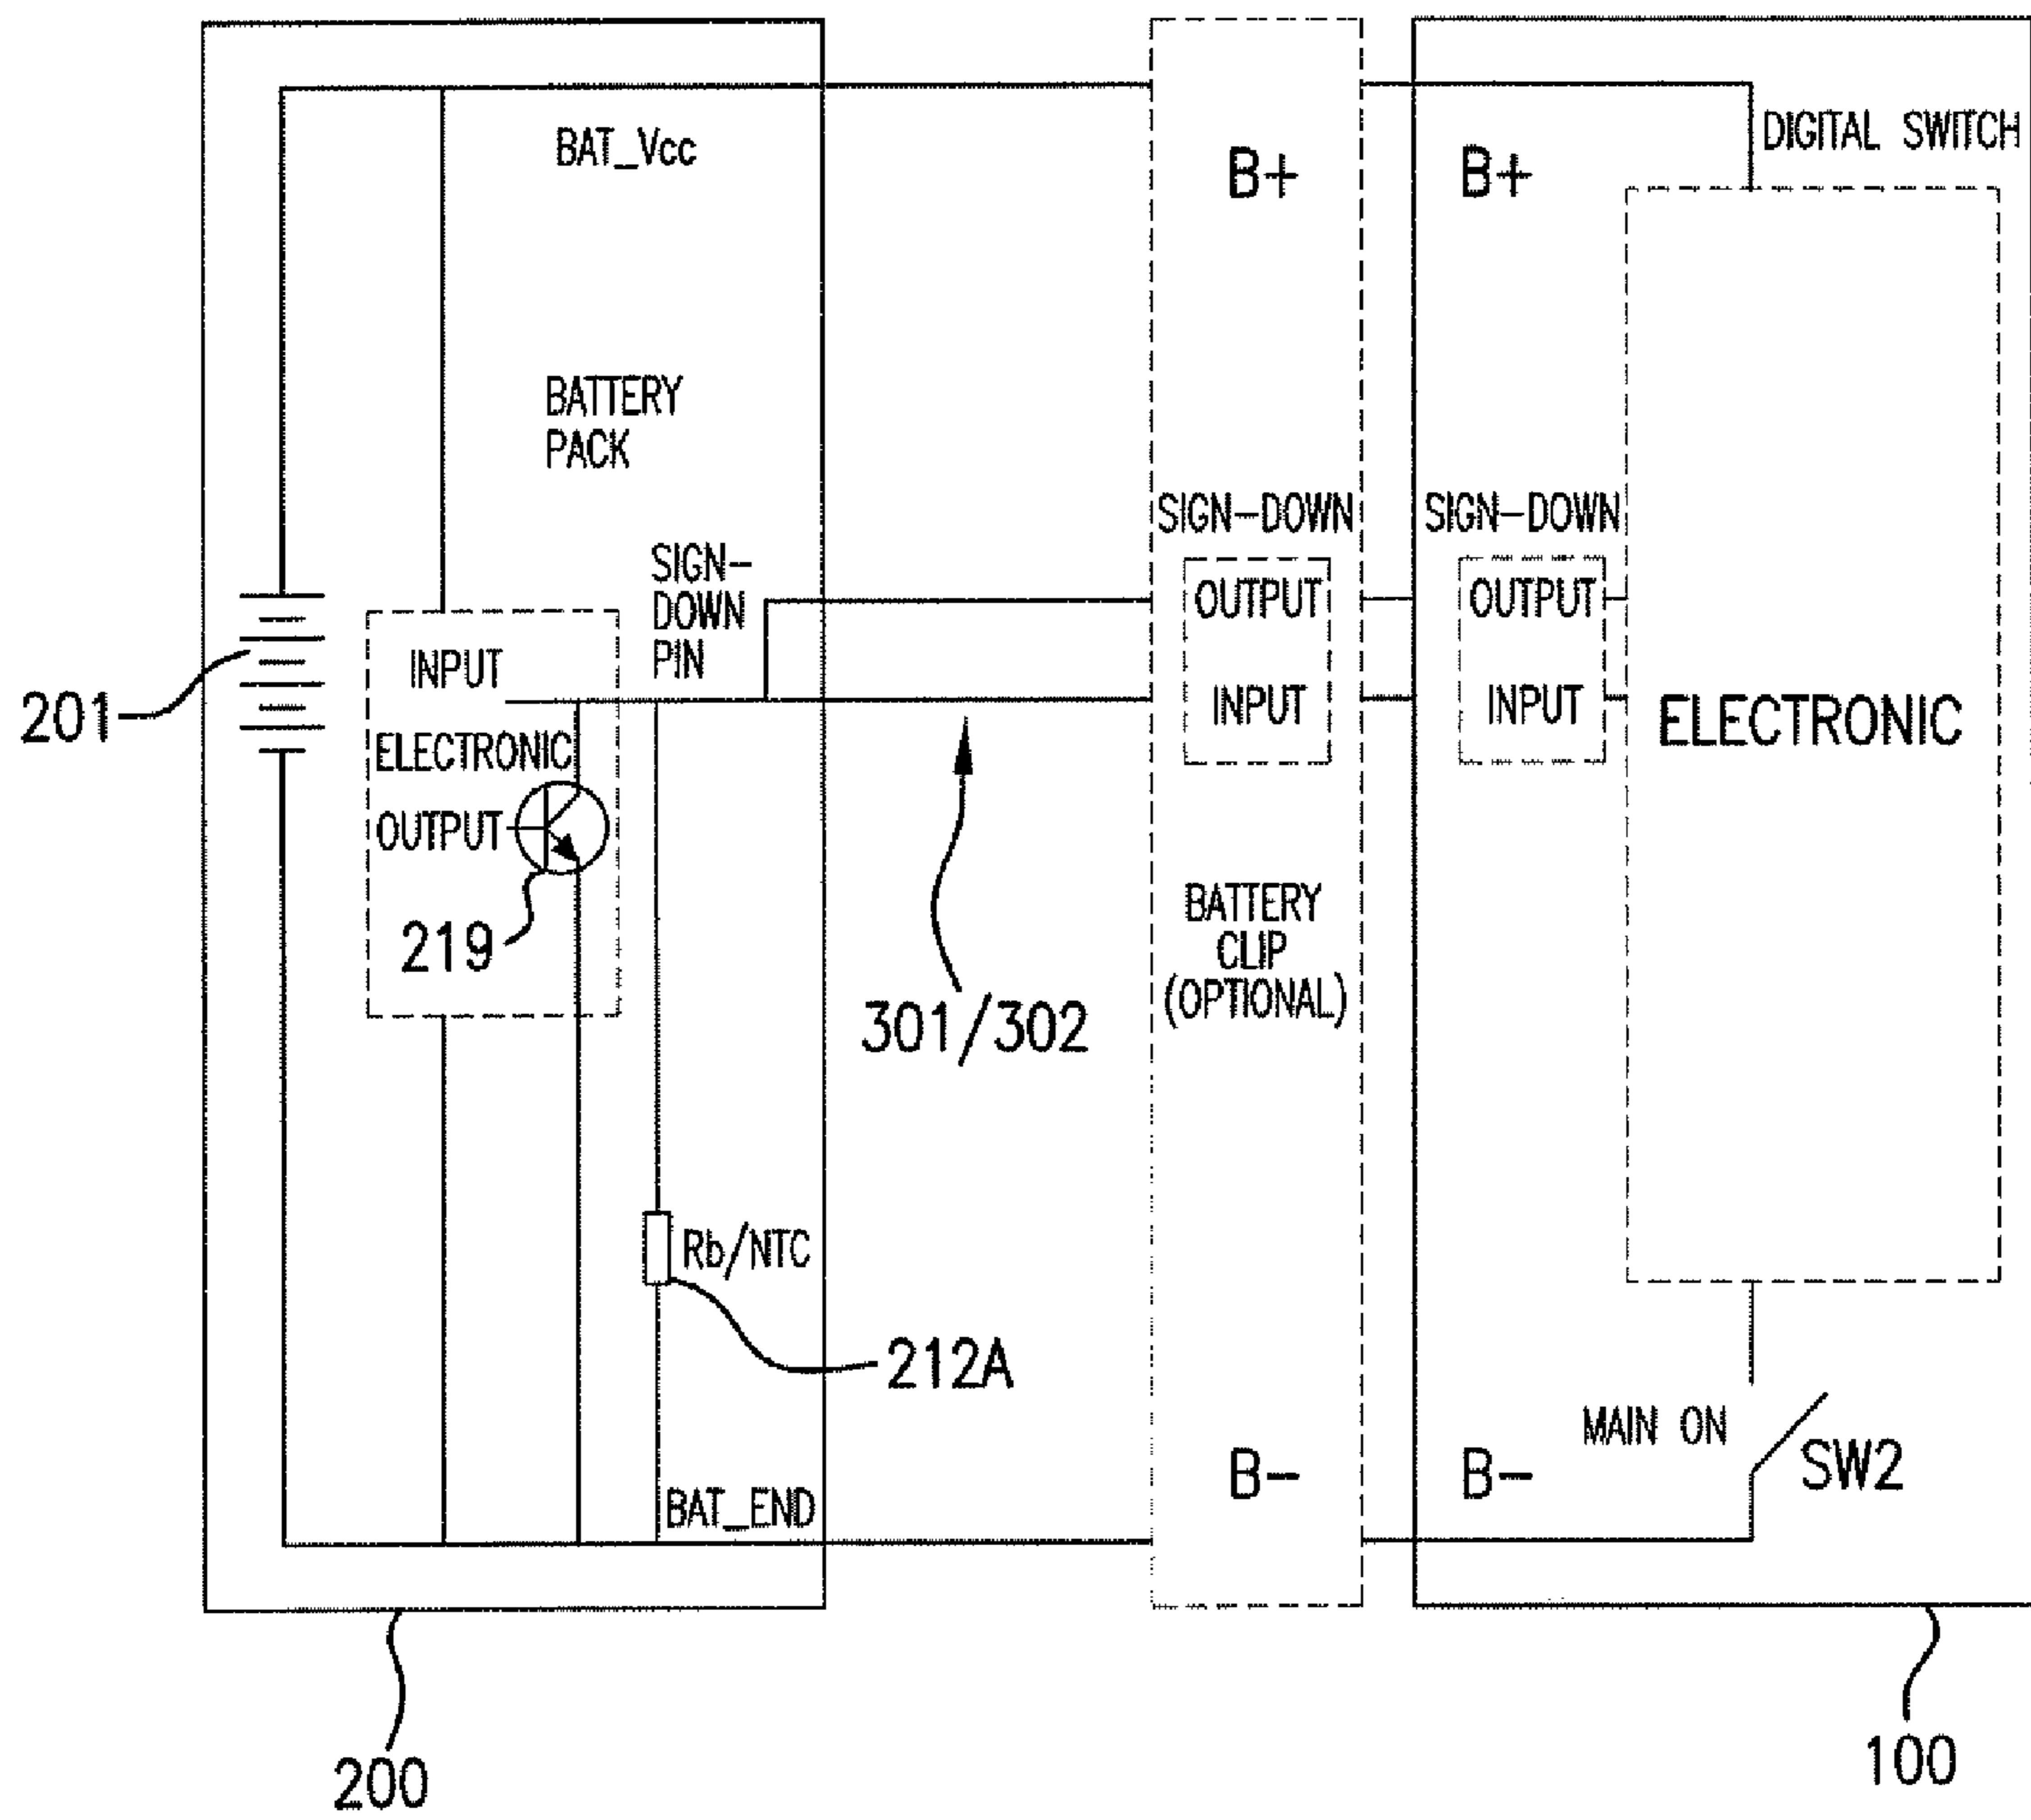 BAT_Vcc
B+
B+
DIGITAL SWITCH
BATTERY
PACK
SIGN-DOWN
SIGN-DOWN
SIGN-
DOWN
PIN
OUTPUT
OUTPUT
INPUT
INPUT
INPUT
201
ELECTRONIC
ELECTRONIC
OUTPUT
219
BATTERY
CLIP
(OPTIONAL)
301/302
Rb/NTC
212A
MAIN ON
SW2
B-
B-
BAT_END
200
100